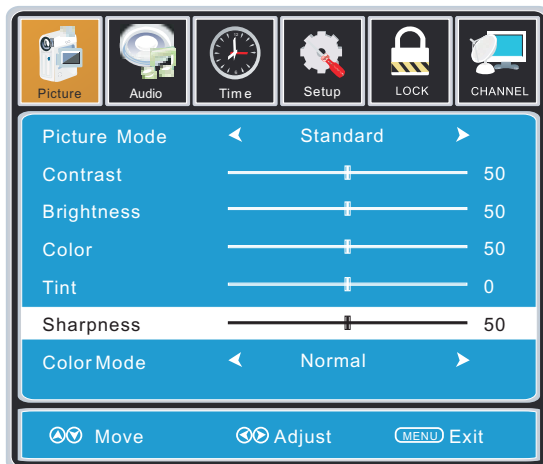 Picture Audio Time Setup LOCK CHANNEL
Picture Mode Standard
Contrast 50
Brightness 50
Color 50
Tint 0
Sharpness 50
Color Mode Normal
Move Adjust MENU Exit